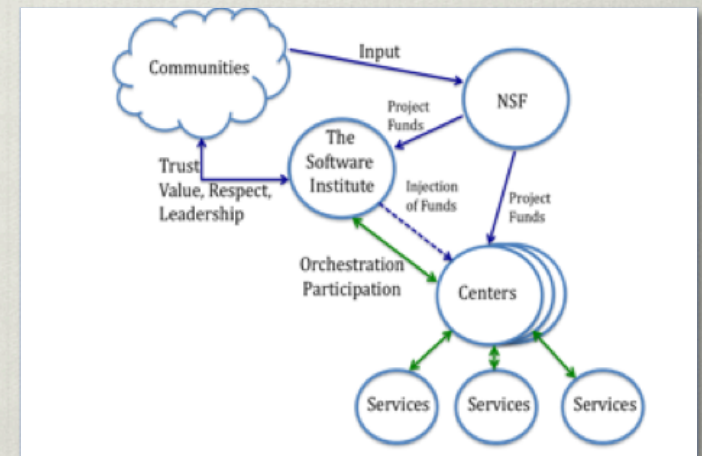 Communities
Input
NSF
Project
Funds
The
Software
Institute
Trust
Value, Respect,
Leadership
Injection
of Funds
Project
Funds
Orchestration
Participation
Centers
Services
Services
Services